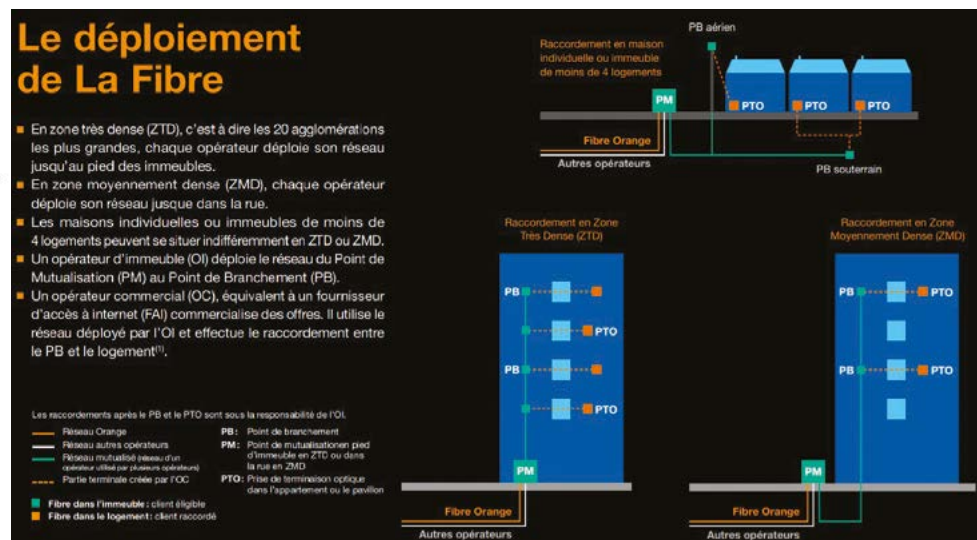 Le déploiement
de La Fibre
En zone très dense (ZTD), c'est à dire les 20 agglomérations
les plus grandes, chaque opérateur déploie son réseau
jusqu'au pied des immeubles.
En zone moyennement dense (ZMD), chaque opérateur
déploie son réseau jusque dans la rue.
Les maisons individuelles ou immeubles de moins de
4 logements peuvent se situer indifféremment en ZTD ou ZMD.
Un opérateur d'immeuble (OI) déploie le réseau du Point de
Mutualisation (PM) au Point de Branchement (PB).
Un opérateur commercial (OC), équivalent à un fournisseur
d'accès à internet (FAI) commercialise des offres. Il utilise le
réseau déployé par l'OI et effectue le raccordement entre
le PB et le logement(1).
Les raccordements après le PB et le PTO sont sous la responsabilité de l'OI.
Réseau Orange
Réseau autres opérateurs
Réseau mutualisé (réseau d'un
opérateur utilisé par plusieurs opérateurs)
Partie terminale créée par l'OC
Fibre dans l'immeuble : client éligible
Fibre dans le logement : client raccordé
PB : Point de branchement
PM : Point de mutualisationen pied
d'immeuble en ZTD ou dans
la rue en ZMD
PTO : Prise de terminaison optique
dans l'appartement ou le pavillon
Raccordement en maison
individuelle ou immeuble
de moins de 4 logements
PB aérien
PM
PTO
PTO
PTO
Fibre Orange
Autres opérateurs
PB souterrain
Raccordement en Zone
Très Dense (ZTD)
PB
PTO
PB
PTO
PM
Fibre Orange
Autres opérateurs
Raccordement en Zone
Moyennement Dense (ZMD)
PB
PTO
PB
PTO
PM
Fibre Orange
Autres opérateurs